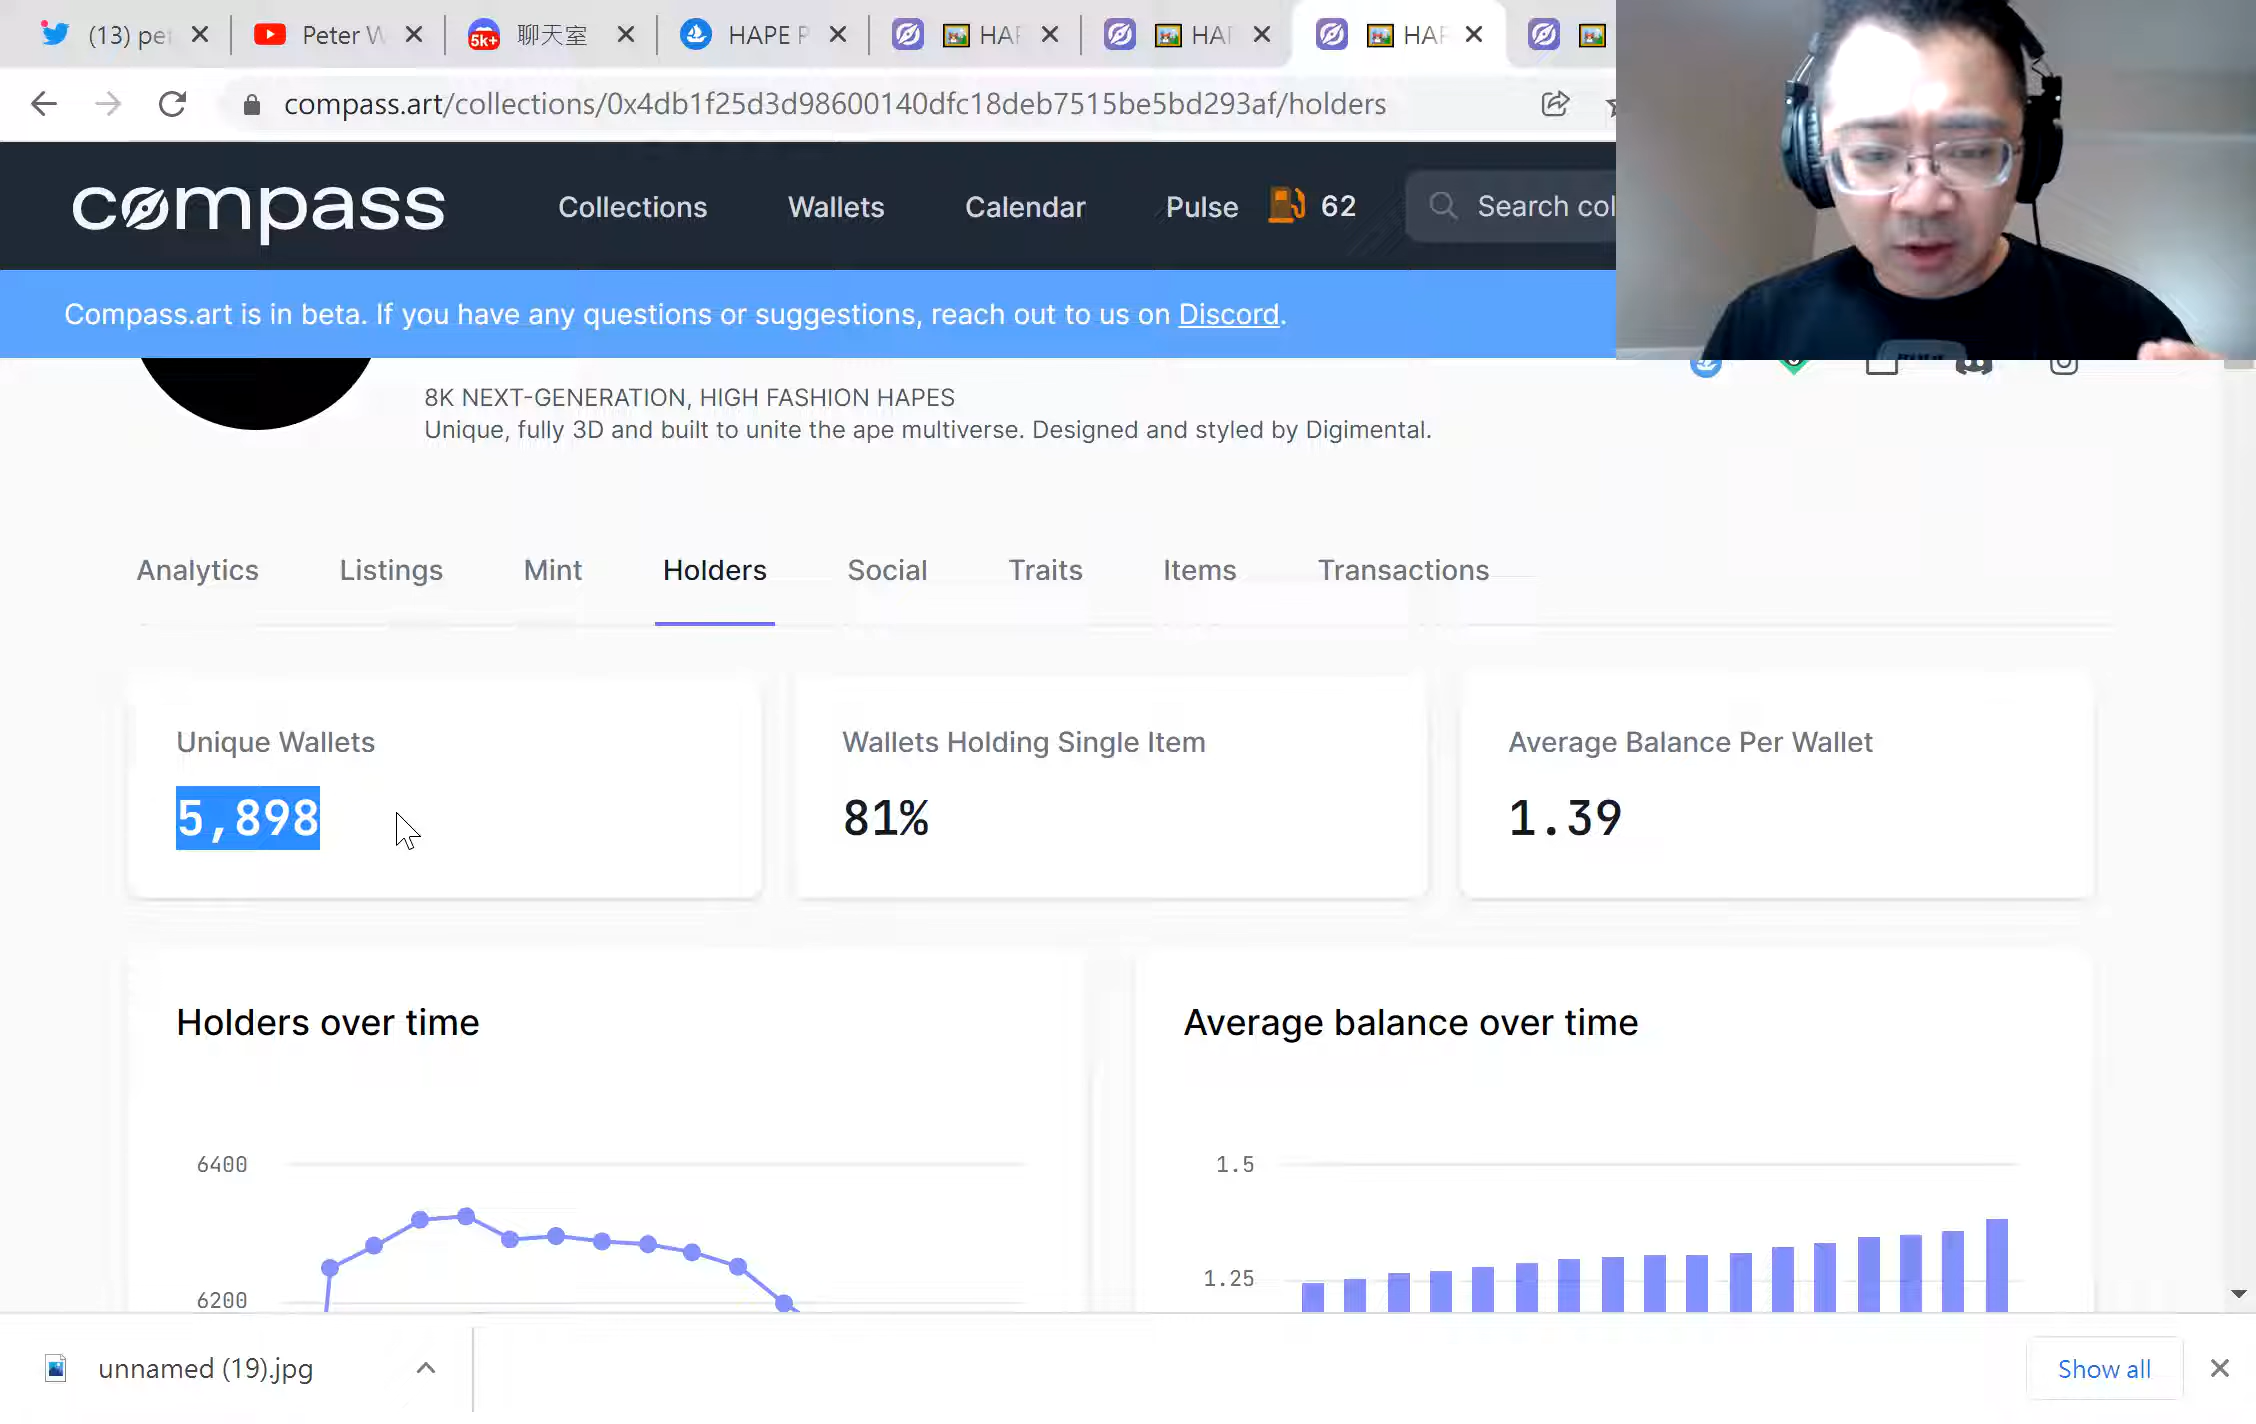 (13) pet
Peter W
5k+
聊天室
HAPE P
HAP
HAP
HAP
compass.art/collections/0x4db1f25d3d98600140dfc18deb7515be5bd293af/holders
compass
Collections
Wallets
Calendar
Pulse
62
Search col
Compass.art is in beta. If you have any questions or suggestions, reach out to us on Discord.
8K NEXT-GENERATION, HIGH FASHION HAPES
Unique, fully 3D and built to unite the ape multiverse. Designed and styled by Digimental.
Analytics
Listings
Mint
Holders
Social
Traits
Items
Transactions
Unique Wallets
5,898
Wallets Holding Single Item
81%
Average Balance Per Wallet
1.39
Holders over time
6400
6200
Average balance over time
1.5
1.25
unnamed (19).jpg
Show all